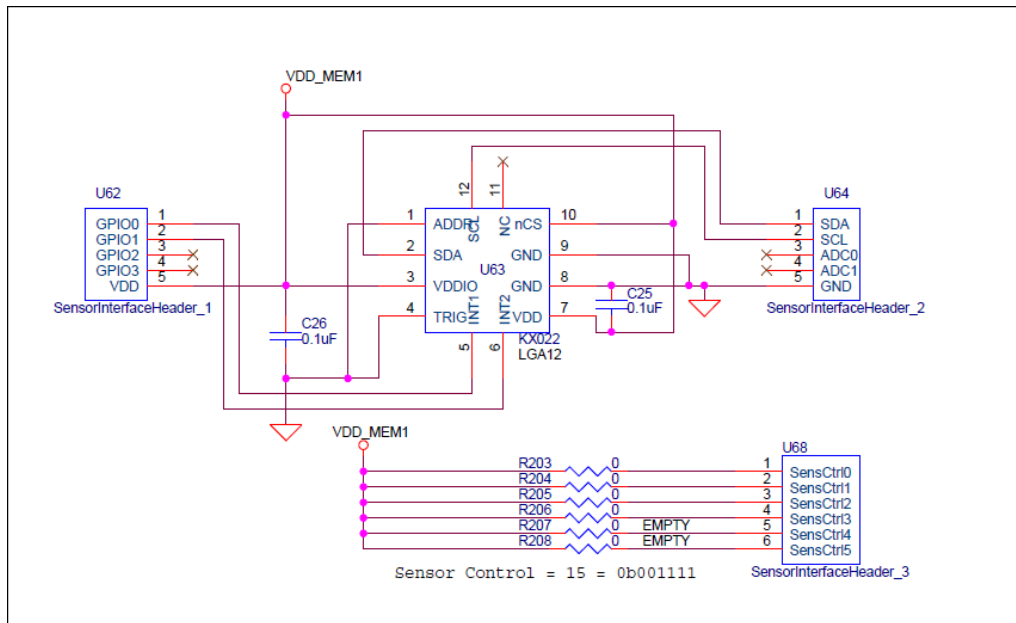 VDD_MEM1
U62
GPIO0 1
GPIO1 2
GPIO2 3
GPIO3 4
VDD 5
SensorInterfaceHeader_1
C26
0.1uF
12 11
SCL NC
1 ADDR nCS 10
2 SDA GND 9
U63
3 VDDIO GND 8
4 TRIG VDD 7
INT1 INT2
5 6
KX022
LGA12
C25
0.1uF
U64
1 SDA
2 SCL
3 ADC0
4 ADC1
5 GND
SensorInterfaceHeader_2
VDD_MEM1
U68
R203 0 1 SensCtrl0
R204 0 2 SensCtrl1
R205 0 3 SensCtrl2
R206 0 4 SensCtrl3
R207 0 EMPTY 5 SensCtrl4
R208 0 EMPTY 6 SensCtrl5
SensorInterfaceHeader_3
Sensor Control = 15 = 0b001111